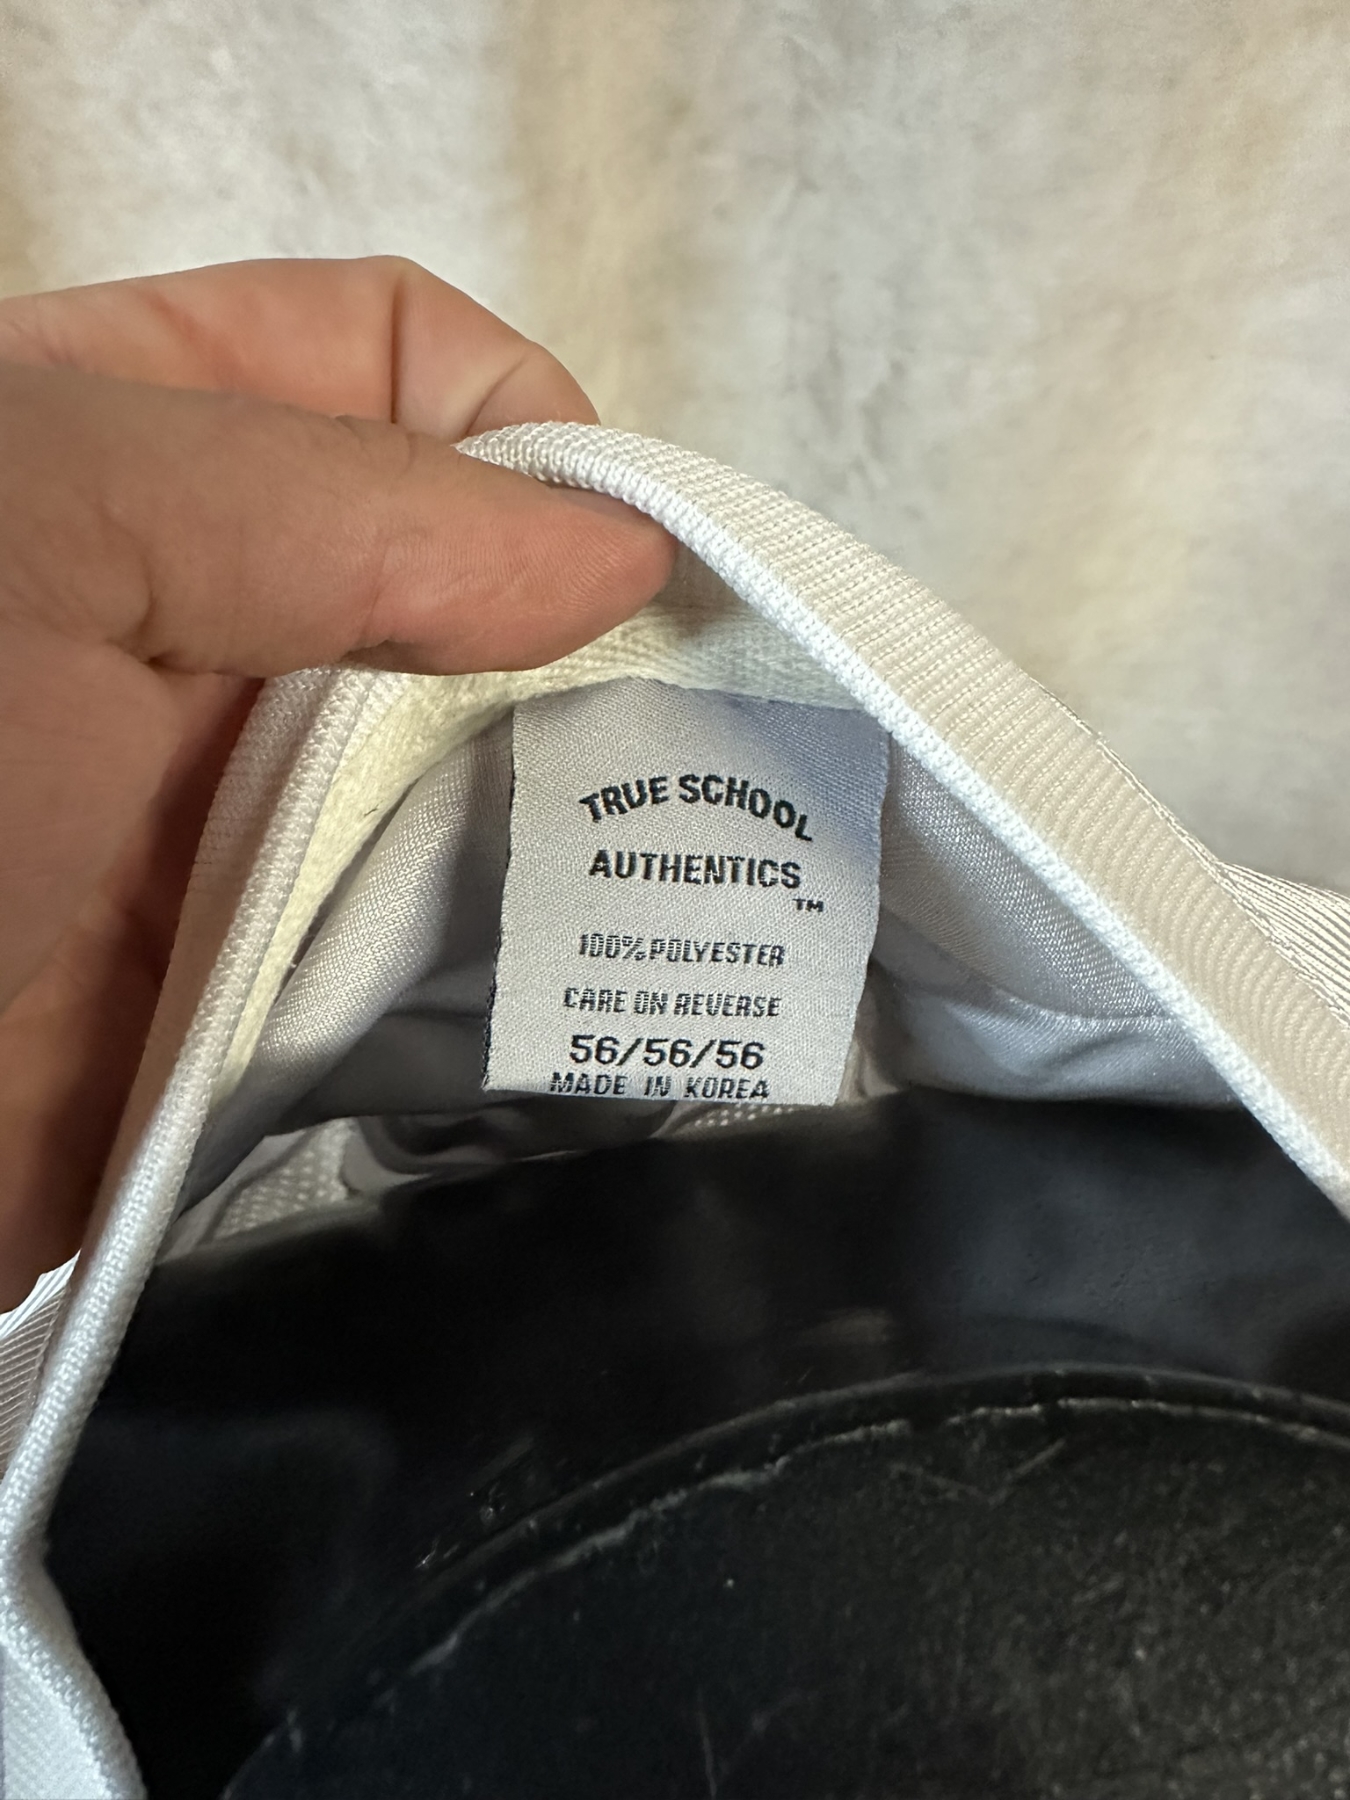 TRUE SCHOOL
AUTHENTICS
TM
100% POLYESTER
CARE ON REVERSE
56/56/56
MADE IN KOREA